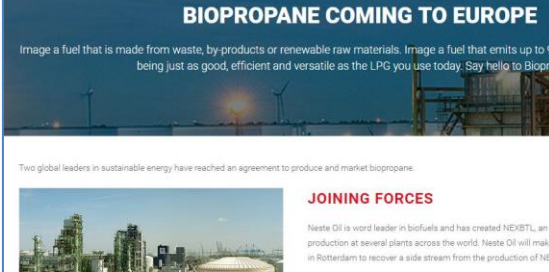 BIOPROPANE COMING TO EUROPE
Image a fuel that is made from waste, by-products or renewable raw materials. Image a fuel that emits up to
being just as good, efficient and versatile as the LPG you use today. Say hello to Biopr
Two global leaders in sustainable energy have reached an agreement to produce and market biopropane.
JOINING FORCES
Neste Oil is word leader in biofuels and has created NEXBTL, an
production at several plants across the world. Neste Oil will mak
in Rotterdam to recover a side stream from the production of NE